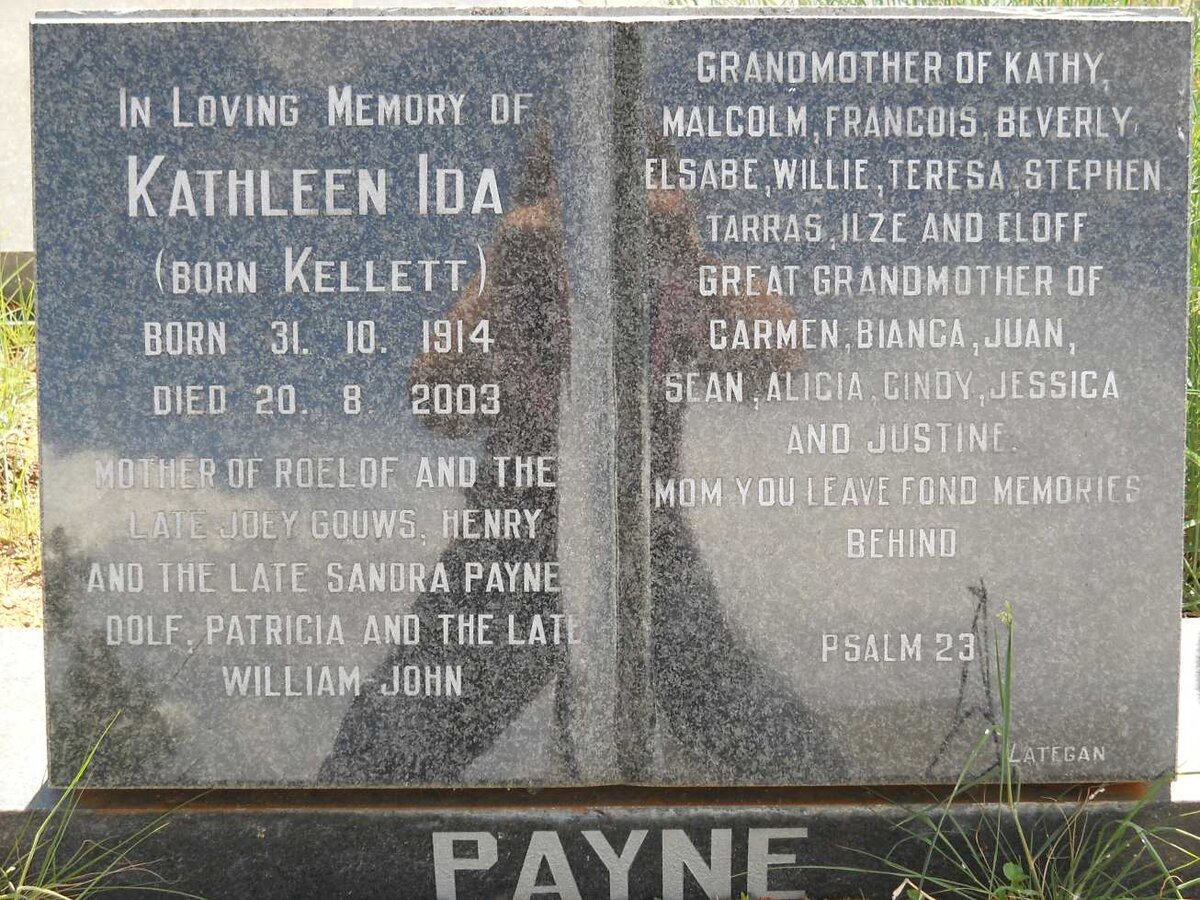 IN LOVING MEMORY OF
KATHLEEN IDA
(BORN KELLETT)
BORN 31. 10. 1914
DIED 20. 8. 2003
MOTHER OF ROELOF AND THE
LATE JOEY GOUWS, HENRY
AND THE LATE SANDRA PAYNE
DOLF, PATRICIA AND THE LATE
WILLIAM-JOHN
GRANDMOTHER OF KATHY,
MALCOLM, FRANCOIS, BEVERLY,
ELSABE, WILLIE, TERESA, STEPHEN,
TARRAS, ILZE AND ELOFF
GREAT GRANDMOTHER OF
CARMEN, BIANCA, JUAN,
SEAN, ALICIA, CINDY, JESSICA
AND JUSTINE.
MOM YOU LEAVE FOND MEMORIES
BEHIND
PSALM 23
LATEGAN
PAYNE